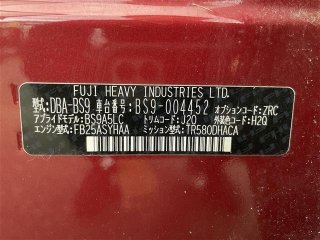 FUJI HEAVY INDUSTRIES LTD.
型式:DBA-BS9 車台番号:BS9-004452 オプションコード:ZRC
アプライドモデル:BS9A5LC トリムコード:J20 外装色コード:H2Q
エンジン型式:FB25ASYHAA ミッション型式:TR580DHACA